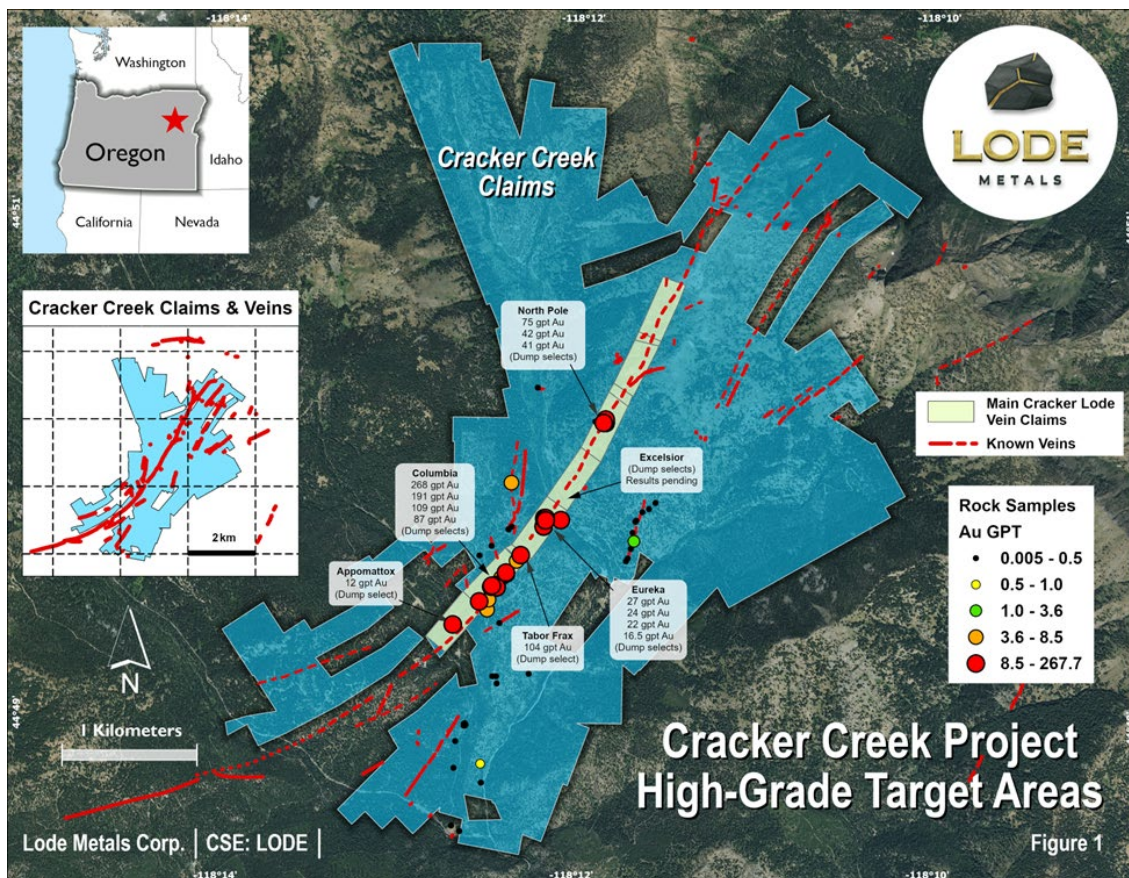 -118°14'
-118°12'
-118°10'
Washington
Oregon
Idaho
California
Nevada
44°51'
Cracker Creek
Claims
LODE
METALS
Cracker Creek Claims & Veins
2 km
North Pole
75 gpt Au
42 gpt Au
41 gpt Au
(Dump selects)
Main Cracker Lode
Vein Claims
Known Veins
Columbia
268 gpt Au
191 gpt Au
109 gpt Au
87 gpt Au
(Dump selects)
Excelsior
(Dump selects)
Results pending
Rock Samples
Au GPT
0.005 - 0.5
0.5 - 1.0
1.0 - 3.6
3.6 - 8.5
8.5 - 267.7
Appomattox
12 gpt Au
(Dump select)
Tabor Frax
104 gpt Au
(Dump select)
Eureka
27 gpt Au
24 gpt Au
22 gpt Au
16.5 gpt Au
(Dump selects)
N
44°49'
1 Kilometers
Cracker Creek Project
High-Grade Target Areas
Lode Metals Corp. | CSE: LODE |
Figure 1
-118°14'
-118°12'
-118°10'